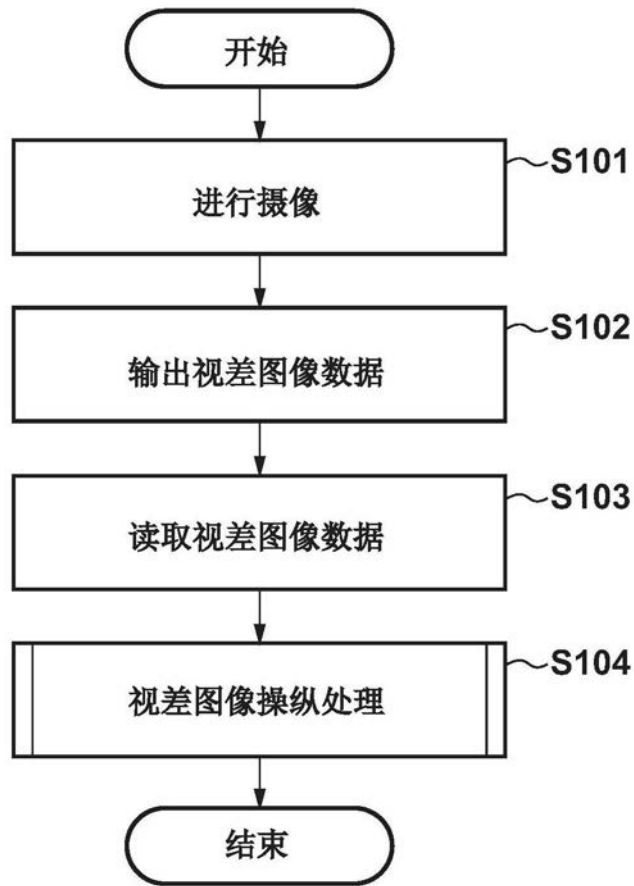 开始
进行摄像
S101
输出视差图像数据
S102
读取视差图像数据
S103
视差图像操纵处理
S104
结束